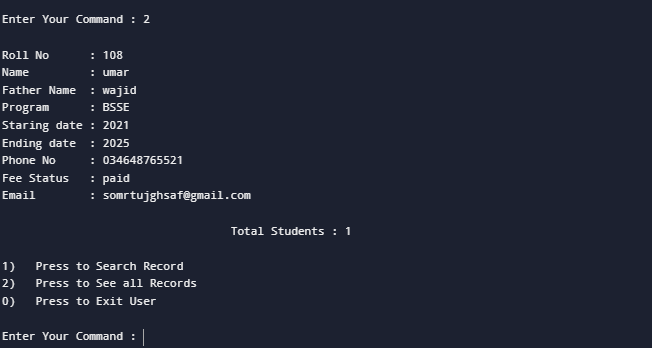 Enter Your Command : 2
Roll No      : 108
Name         : umar
Father Name  : wajid
Program      : BSSE
Staring date : 2021
Ending date  : 2025
Phone No     : 034648765521
Fee Status   : paid
Email        : somrtujghsaf@gmail.com
Total Students : 1
1)   Press to Search Record
2)   Press to See all Records
0)   Press to Exit User
Enter Your Command :